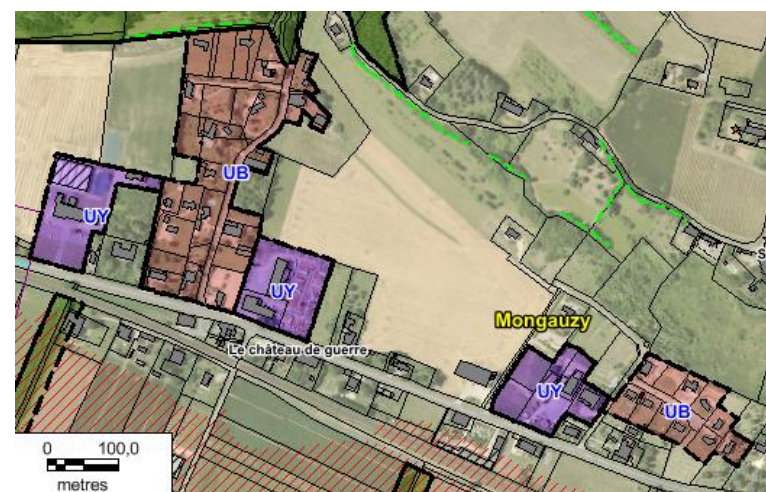 UB
UY
UY
S
Mongauzy
Le château de guerre
UY
UB
0 100,0
metres